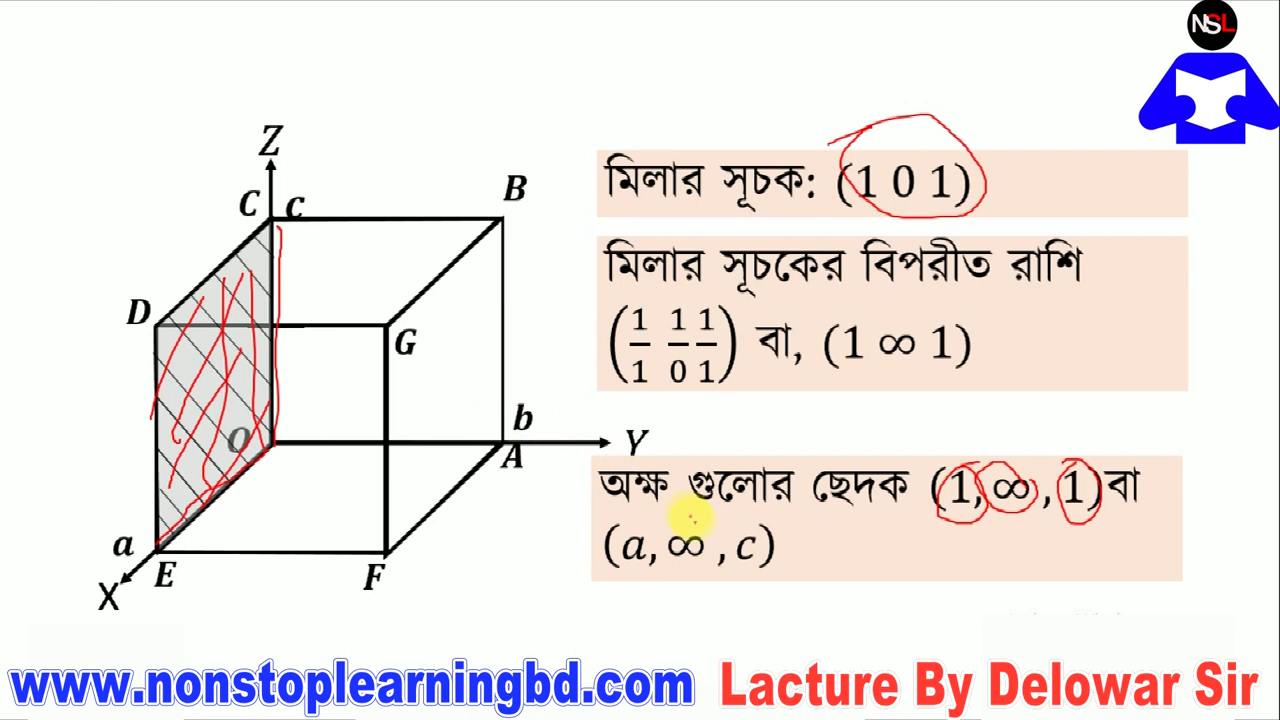 NSL
Z
C c
B
মিলার সূচক: (1 0 1)
মিলার সূচকের বিপরীত রাশি
(1/1 1/0 1/1) বা, (1 ∞ 1)
D
G
O
b
Y
A
অক্ষ গুলোর ছেদক (1, ∞ , 1) বা
(a, ∞ , c)
a
E
F
X
www.nonstoplearningbd.com Lacture By Delowar Sir